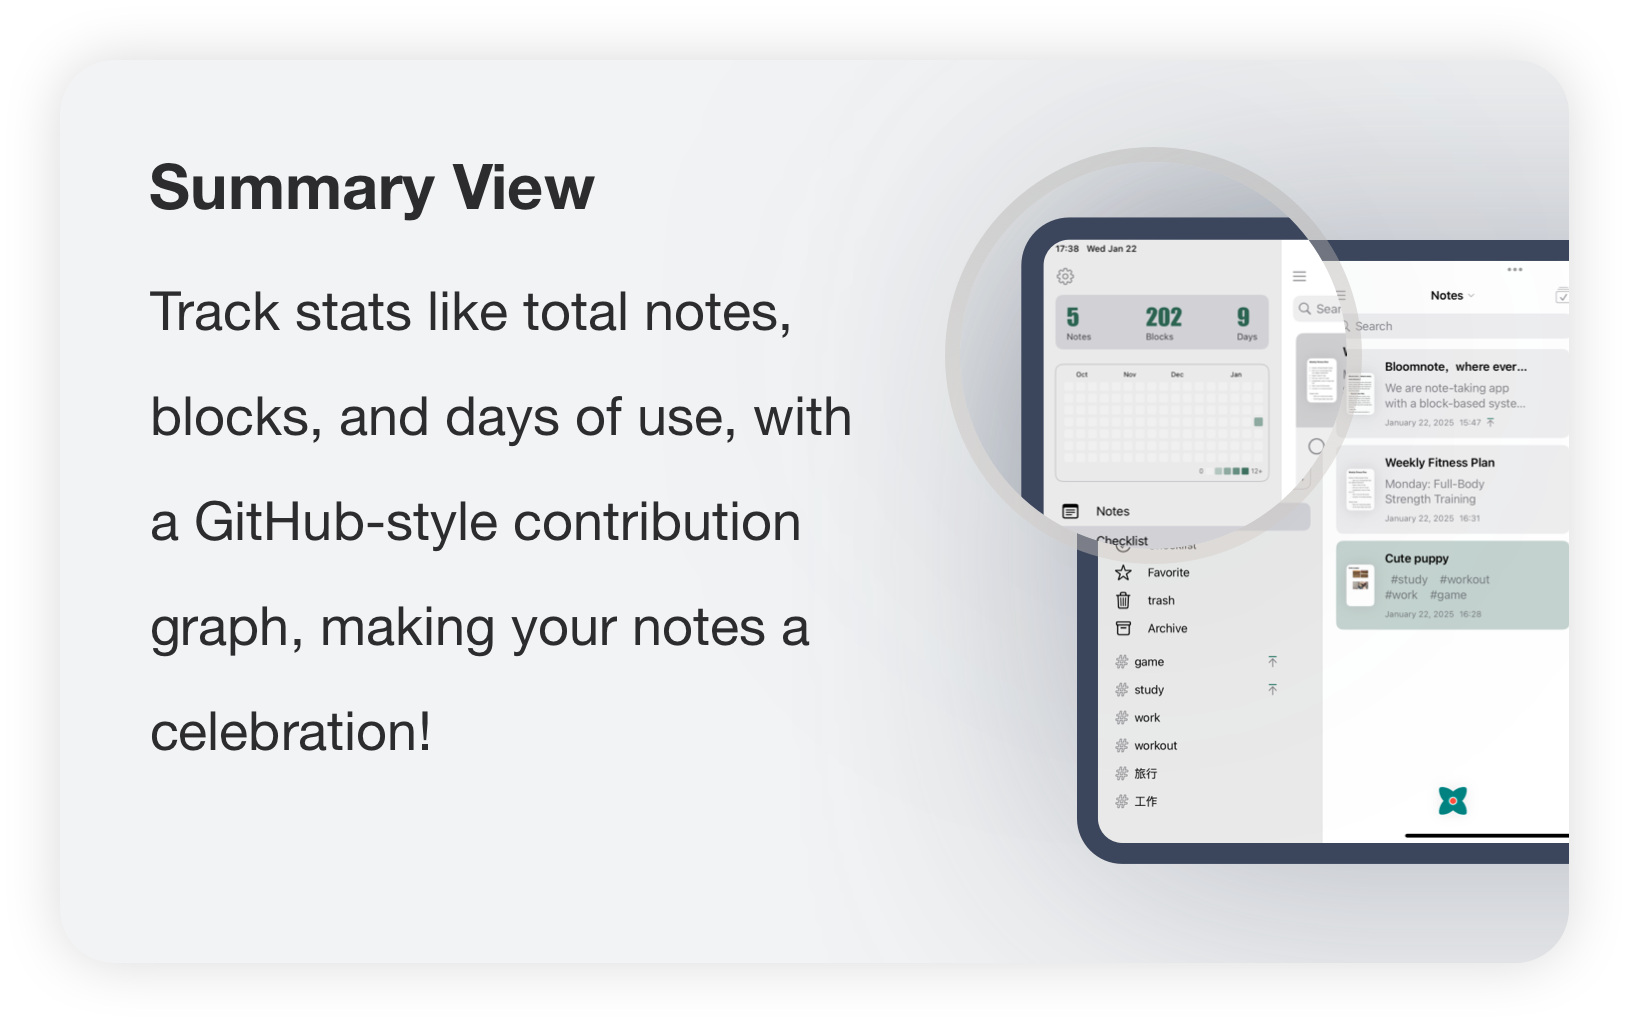 Summary View
Track stats like total notes,
blocks, and days of use, with
a GitHub-style contribution
graph, making your notes a
celebration!
17:38 Wed Jan 22
5 202 9
Notes Blocks Days
Oct Nov Dec Jan
0 12+
Notes
Checklist
Checklist
Favorite
trash
Archive
game
study
work
workout
旅行
工作
Sear
Notes
Search
Bloomnote, where ever...
We are note-taking app
with a block-based syste...
January 22, 2025 15:47
Weekly Fitness Plan
Monday: Full-Body
Strength Training
January 22, 2025 16:31
Cute puppy
#study #workout
#work #game
January 22, 2025 16:28